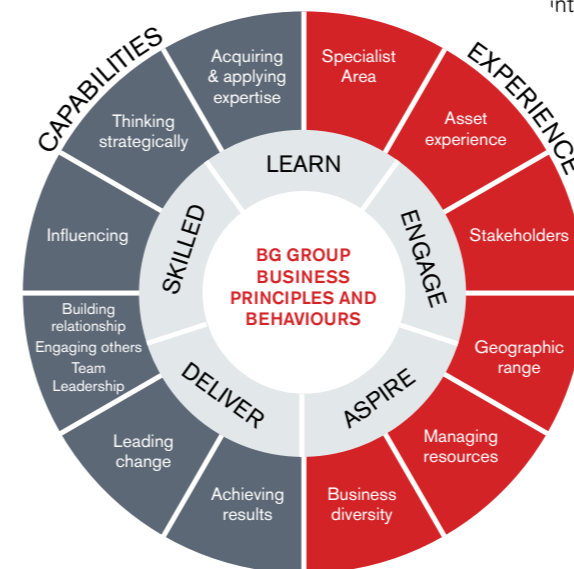 int
CAPABILITIES
EXPERIENCE
Acquiring
& applying
expertise
Specialist
Area
Thinking
strategically
Asset
experience
Influencing
Stakeholders
Building
relationship
Engaging others
Team
Leadership
Geographic
range
Leading
change
Managing
resources
Achieving
results
Business
diversity
LEARN
SKILLED
ENGAGE
DELIVER
ASPIRE
BG GROUP
BUSINESS
PRINCIPLES AND
BEHAVIOURS